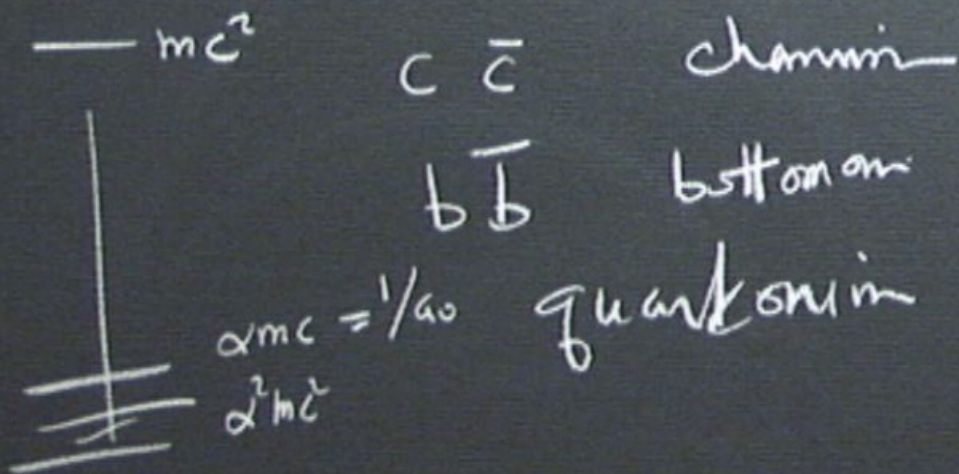 mc²
c c̄ charmonium
b b̄ bottomonium
αmc = 1/a₀ quarkonium
α²mc²